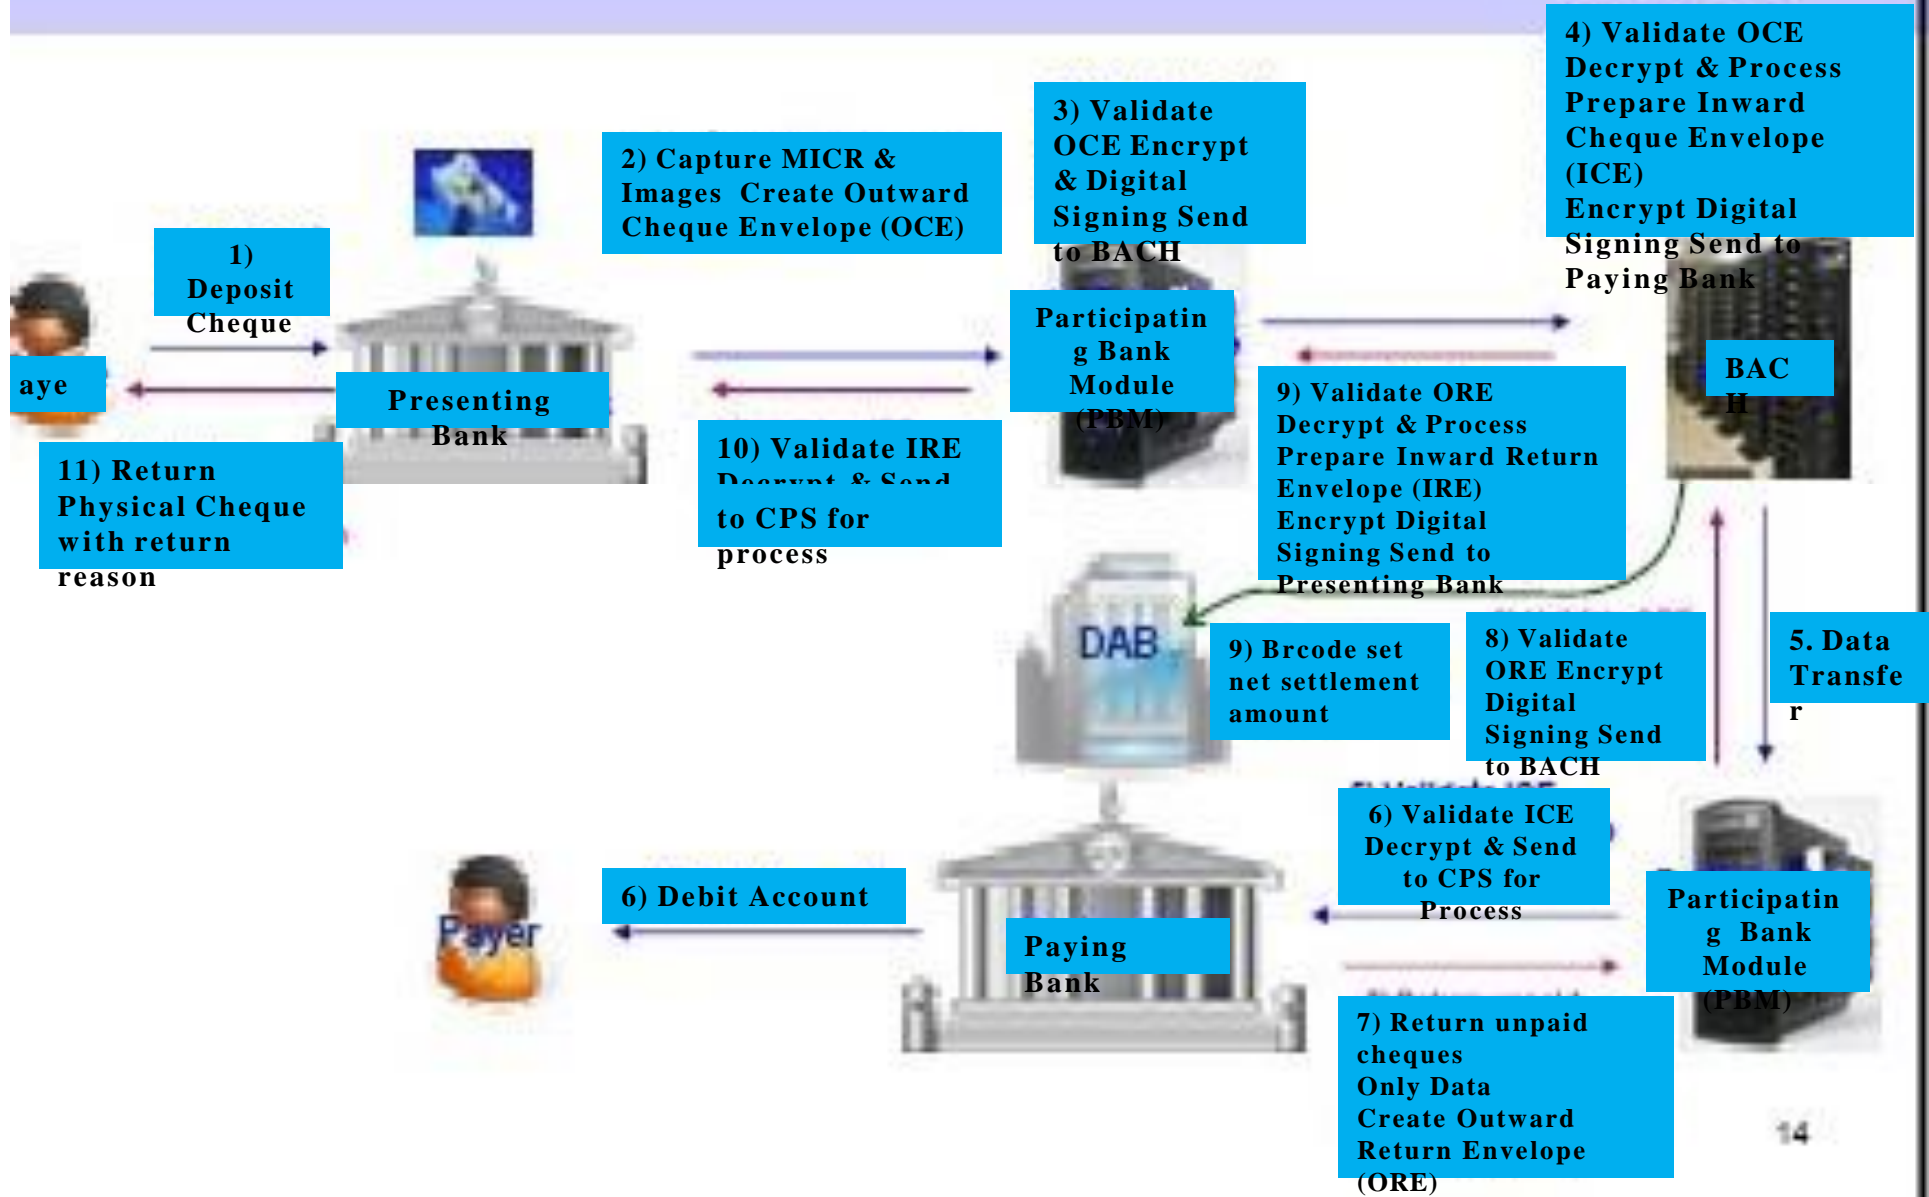 4) Validate OCE
Decrypt & Process
Prepare Inward
Cheque Envelope
(ICE)
Encrypt Digital
Signing Send to
Paying Bank
3) Validate
OCE Encrypt
& Digital
Signing Send
to BACH
2) Capture MICR &
Images Create Outward
Cheque Envelope (OCE)
1)
Deposit
Cheque
aye
Presenting
Bank
Participatin
g Bank
Module
(PBM)
BAC
H
11) Return
Physical Cheque
with return
reason
10) Validate IRE
Decrypt & Send
to CPS for
process
9) Validate ORE
Decrypt & Process
Prepare Inward Return
Envelope (IRE)
Encrypt Digital
Signing Send to
Presenting Bank
DAB
9) Brcode set
net settlement
amount
8) Validate
ORE Encrypt
Digital
Signing Send
to BACH
5. Data
Transfe
r
6) Validate ICE
Decrypt & Send
to CPS for
Process
Payer
6) Debit Account
Paying
Bank
Participatin
g Bank
Module
(PBM)
7) Return unpaid
cheques
Only Data
Create Outward
Return Envelope
(ORE)
14